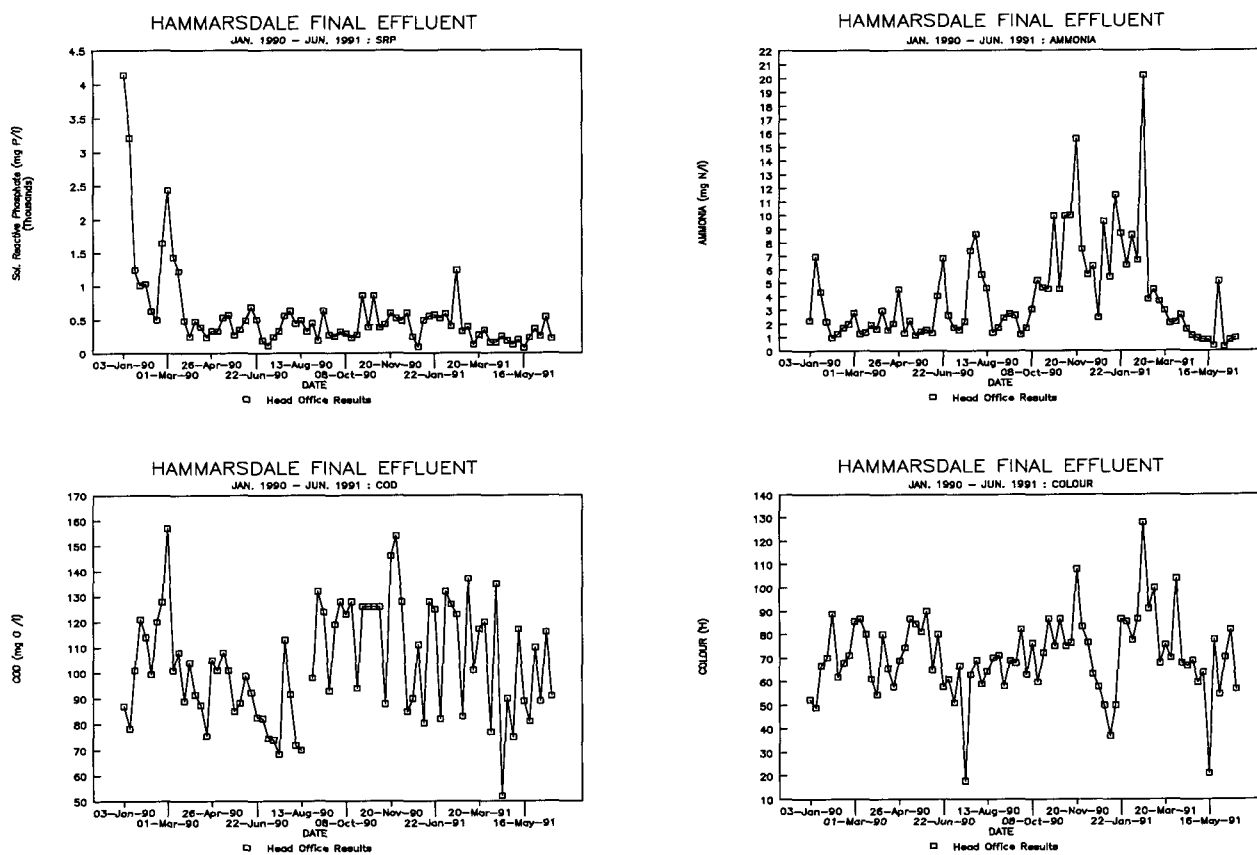 HAMMARSDALE FINAL EFFLUENT
JAN. 1990 – JUN. 1991 : SRP
Sol. Reactive Phosphate (mg P/l)
(Thousands)
4.5
4
3.5
3
2.5
2
1.5
1
0.5
0
03-Jan-90 26-Apr-90 13-Aug-90 20-Nov-90 20-Mar-91
01-Mar-90 22-Jun-90 08-Oct-90 22-Jan-91 16-May-91
DATE
Head Office Results
HAMMARSDALE FINAL EFFLUENT
JAN. 1990 – JUN. 1991 : AMMONIA
AMMONIA (mg N/l)
22
21
20
19
18
17
16
15
14
13
12
11
10
9
8
7
6
5
4
3
2
1
0
03-Jan-90 26-Apr-90 13-Aug-90 20-Nov-90 20-Mar-91
01-Mar-90 22-Jun-90 08-Oct-90 22-Jan-91 16-May-91
DATE
Head Office Results
HAMMARSDALE FINAL EFFLUENT
JAN. 1990 – JUN. 1991 : COD
COD (mg O /l)
170
160
150
140
130
120
110
100
90
80
70
60
50
03-Jan-90 26-Apr-90 13-Aug-90 20-Nov-90 20-Mar-91
01-Mar-90 22-Jun-90 08-Oct-90 22-Jan-91 16-May-91
DATE
Head Office Results
HAMMARSDALE FINAL EFFLUENT
JAN. 1990 – JUN. 1991 : COLOUR
COLOUR (°H)
140
130
120
110
100
90
80
70
60
50
40
30
20
10
03-Jan-90 26-Apr-90 13-Aug-90 20-Nov-90 20-Mar-91
01-Mar-90 22-Jun-90 08-Oct-90 22-Jan-91 16-May-91
DATE
Head Office Results